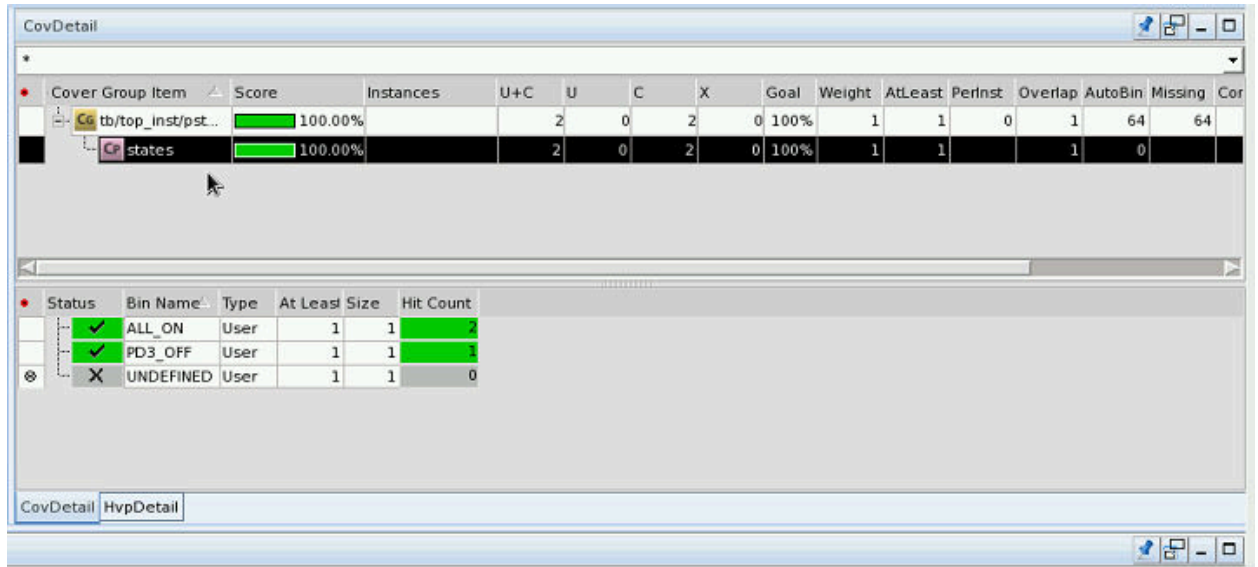 CovDetail
*
Cover Group Item Score Instances U+C U C X Goal Weight AtLeast PerInst Overlap AutoBin Missing Cor
CG tb/top_inst/pst... 100.00% 2 0 2 0 100% 1 1 0 1 64 64
CP states 100.00% 2 0 2 0 100% 1 1 1 0
Status Bin Name Type At Least Size Hit Count
ALL_ON User 1 1 2
PD3_OFF User 1 1 1
UNDEFINED User 1 1 0
CovDetail HvpDetail